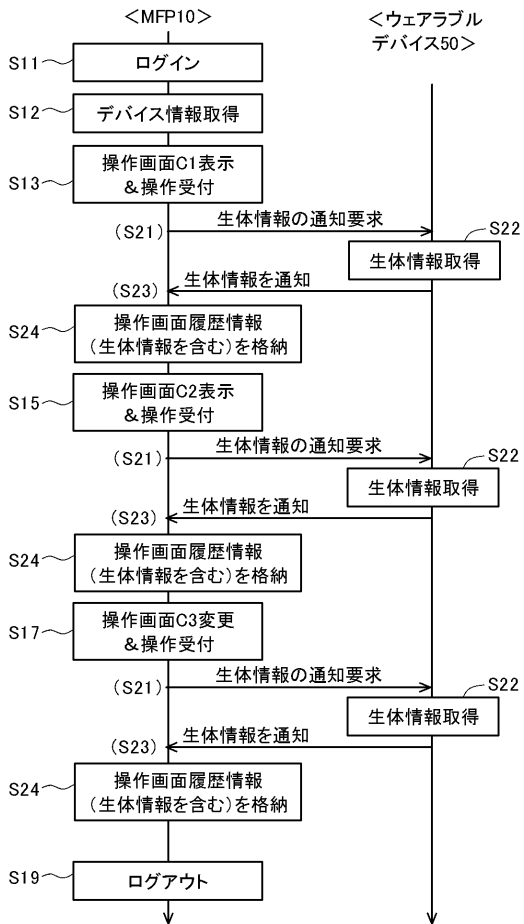 <MFP10>
<ウェアラブル
デバイス50>
S11
ログイン
S12
デバイス情報取得
S13
操作画面C1表示
&操作受付
(S21)
生体情報の通知要求
S22
生体情報取得
(S23)
生体情報を通知
S24
操作画面履歴情報
(生体情報を含む)を格納
S15
操作画面C2表示
&操作受付
(S21)
生体情報の通知要求
S22
生体情報取得
(S23)
生体情報を通知
S24
操作画面履歴情報
(生体情報を含む)を格納
S17
操作画面C3変更
&操作受付
(S21)
生体情報の通知要求
S22
生体情報取得
(S23)
生体情報を通知
S24
操作画面履歴情報
(生体情報を含む)を格納
S19
ログアウト